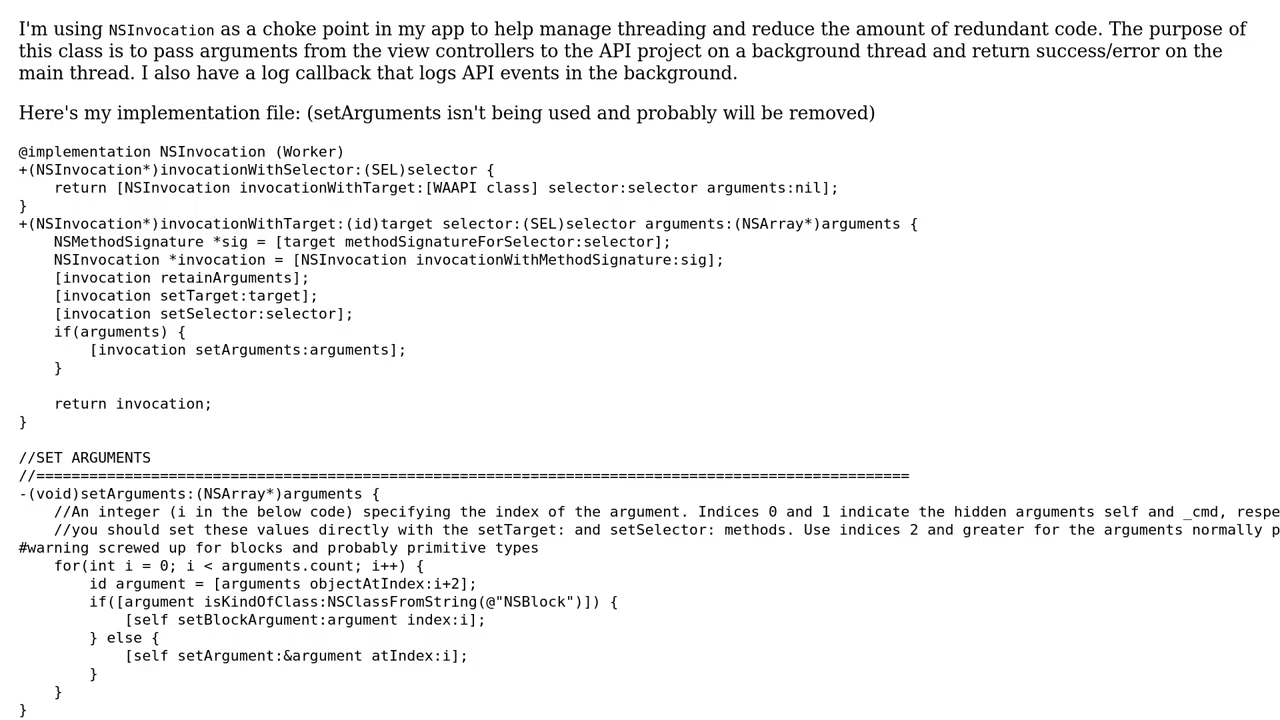 I'm using NSInvocation as a choke point in my app to help manage threading and reduce the amount of redundant code. The purpose of
this class is to pass arguments from the view controllers to the API project on a background thread and return success/error on the
main thread. I also have a log callback that logs API events in the background.
Here's my implementation file: (setArguments isn't being used and probably will be removed)
@implementation NSInvocation (Worker)
+(NSInvocation*)invocationWithSelector:(SEL)selector {
    return [NSInvocation invocationWithTarget:[WAAPI class] selector:selector arguments:nil];
}
+(NSInvocation*)invocationWithTarget:(id)target selector:(SEL)selector arguments:(NSArray*)arguments {
    NSMethodSignature *sig = [target methodSignatureForSelector:selector];
    NSInvocation *invocation = [NSInvocation invocationWithMethodSignature:sig];
    [invocation retainArguments];
    [invocation setTarget:target];
    [invocation setSelector:selector];
    if(arguments) {
        [invocation setArguments:arguments];
    }
    return invocation;
}
//SET ARGUMENTS
//===================================================================================================
-(void)setArguments:(NSArray*)arguments {
    //An integer (i in the below code) specifying the index of the argument. Indices 0 and 1 indicate the hidden arguments self and _cmd, respe
    //you should set these values directly with the setTarget: and setSelector: methods. Use indices 2 and greater for the arguments normally p
#warning screwed up for blocks and probably primitive types
    for(int i = 0; i < arguments.count; i++) {
        id argument = [arguments objectAtIndex:i+2];
        if([argument isKindOfClass:NSClassFromString(@"NSBlock")]) {
            [self setBlockArgument:argument index:i];
        } else {
            [self setArgument:&argument atIndex:i];
        }
    }
}